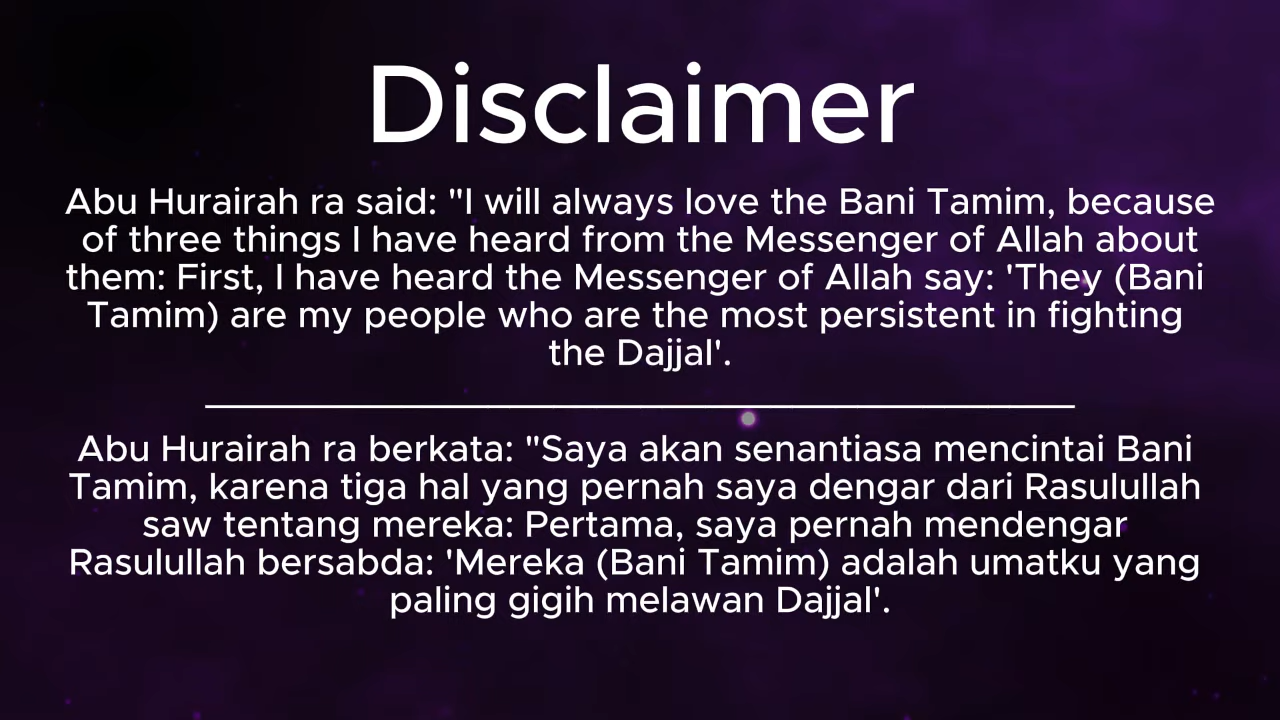 Disclaimer
Abu Hurairah ra said: "I will always love the Bani Tamim, because
of three things I have heard from the Messenger of Allah about
them: First, I have heard the Messenger of Allah say: 'They (Bani
Tamim) are my people who are the most persistent in fighting
the Dajjal'.
Abu Hurairah ra berkata: "Saya akan senantiasa mencintai Bani
Tamim, karena tiga hal yang pernah saya dengar dari Rasulullah
saw tentang mereka: Pertama, saya pernah mendengar
Rasulullah bersabda: 'Mereka (Bani Tamim) adalah umatku yang
paling gigih melawan Dajjal'.